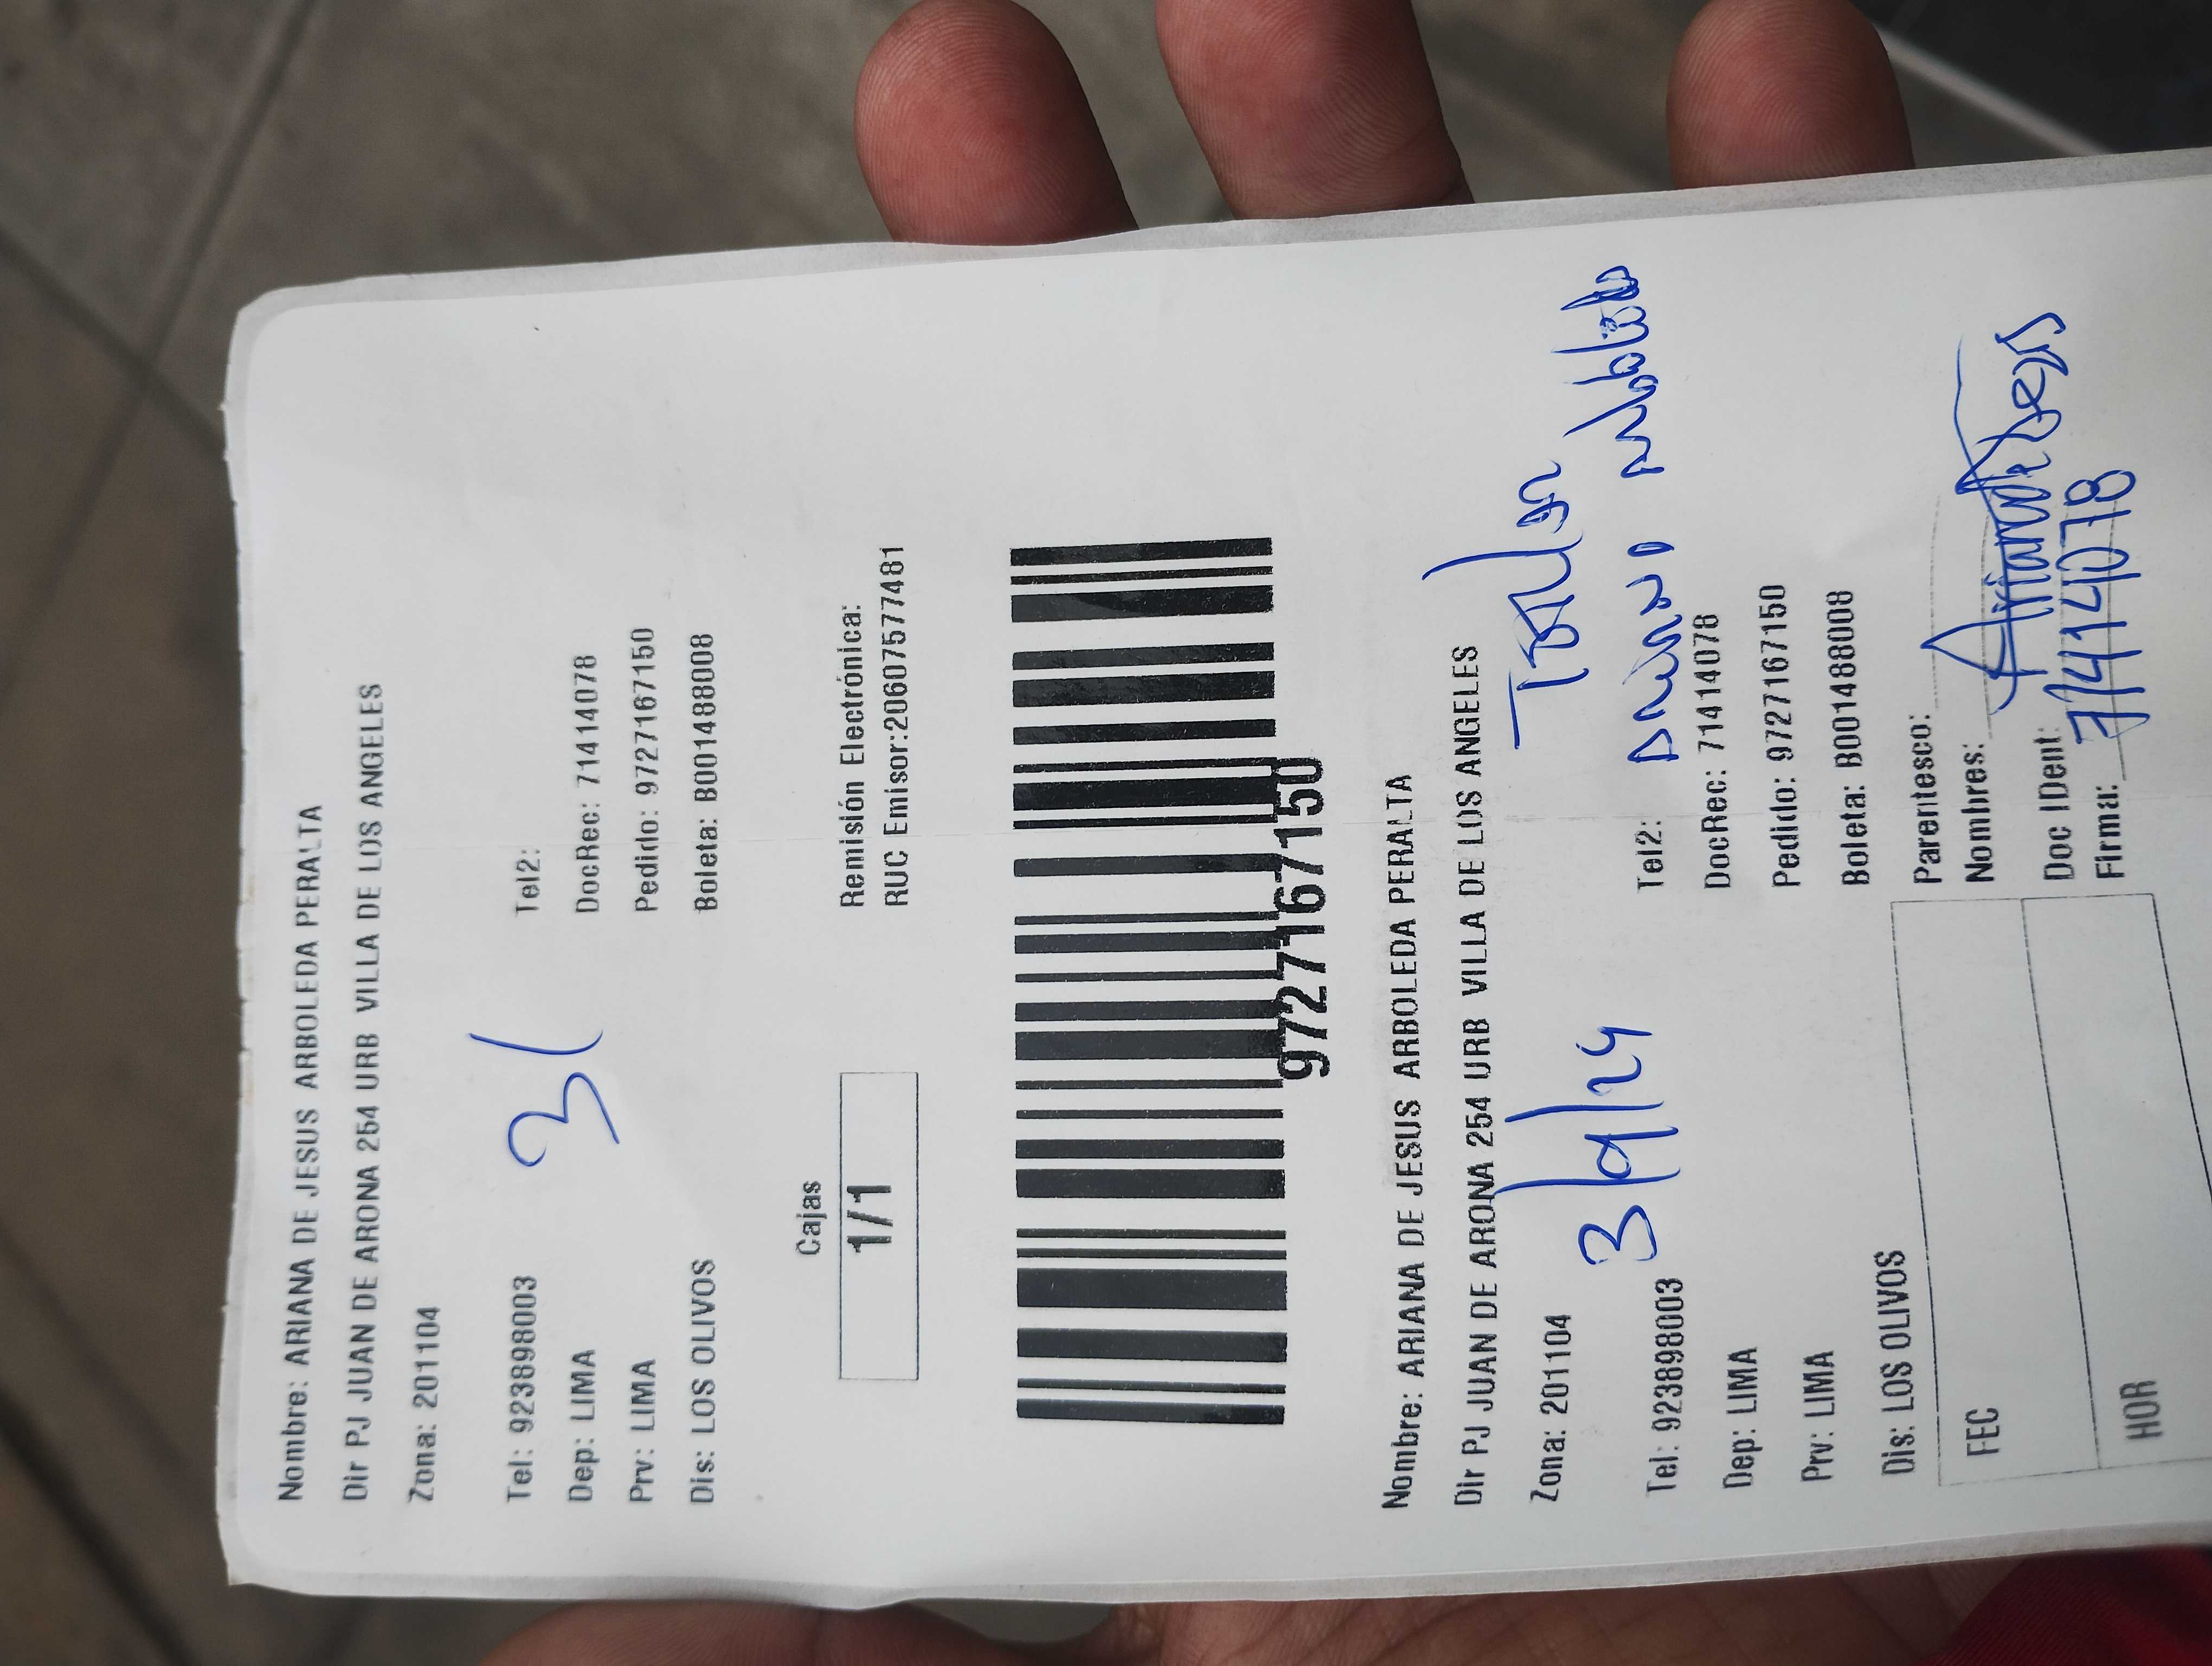 Nombre: ARIANA DE JESUS ARBOLEDA PERALTA
Dir PJ JUAN DE ARONA 254 URB VILLA DE LOS ANGELES
Zona: 201104
Tel: 923898003 Tel2:
31
Dep: LIMA DocRec: 71414078
Prv: LIMA Pedido: 972716715
Dis: LOS OLIVOS Boleta: B001488008
Cajas
1/1
Remisión Electrónica:
RUC Emisor:20607577481
9727167150
Nombre: ARIANA DE JESUS ARBOLEDA PERALTA
Dir PJ JUAN DE ARONA 254 URB VILLA DE LOS ANGELES
Zona: 201104
3/9/24
Tel: 923898003 Tel2:
Dep: LIMA DocRec: 71414078
Prv: LIMA Pedido: 9727167150
Dis: LOS OLIVOS Boleta: B001488008
FEC
HOR
Parentesco:
Nombres: Ariana
Doc IDent: 71414078
Firma: